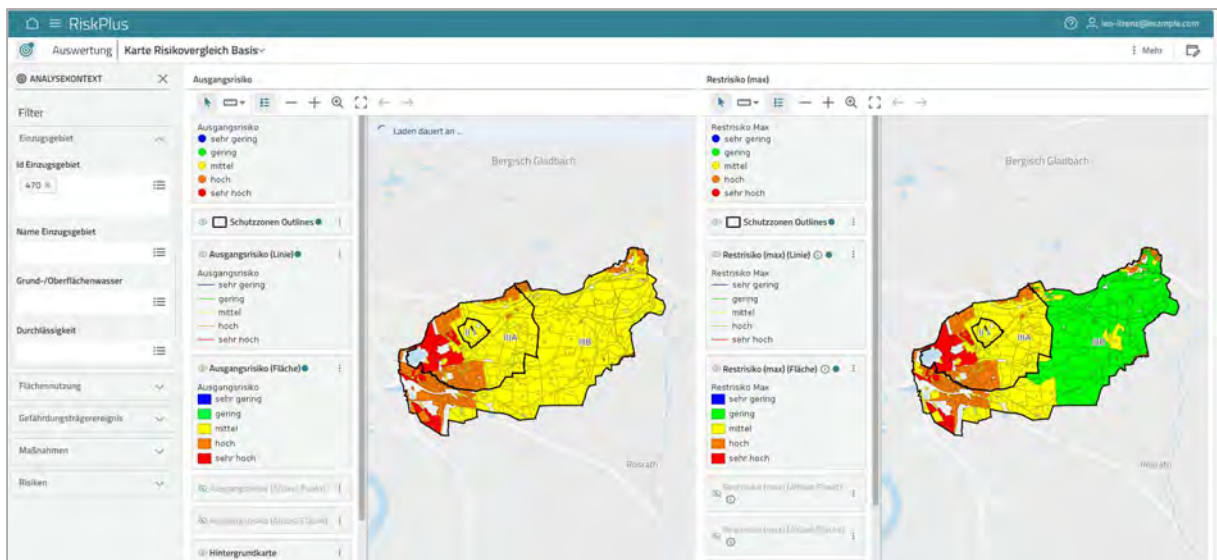 RiskPlus
Auswertung
Karte Risikovergleich Basis
Mehr
ANALYSEKONTEXT
Filter
Einzugsgebiet
Id Einzugsgebiet
470
Name Einzugsgebiet
Grund-/Oberflächenwasser
Durchlässigkeit
Flächennutzung
Gefährdungsträgerereignis
Maßnahmen
Risiken
Ausgangsrisiko
Ausgangsrisiko
sehr gering
gering
mittel
hoch
sehr hoch
Schutzzonen Outlines
Ausgangsrisiko (Linie)
Ausgangsrisiko
sehr gering
gering
mittel
hoch
sehr hoch
Ausgangsrisiko (Fläche)
Ausgangsrisiko
sehr gering
gering
mittel
hoch
sehr hoch
Hintergrundkarte
Laden dauert an ...
Bergisch Gladbach
II
IIIA
IIIB
Rösrath
Restrisiko (max)
Restrisiko Max
sehr gering
gering
mittel
hoch
sehr hoch
Schutzzonen Outlines
Restrisiko (max) (Linie)
Restrisiko Max
sehr gering
gering
mittel
hoch
sehr hoch
Restrisiko (max) (Fläche)
Restrisiko Max
sehr gering
gering
mittel
hoch
sehr hoch
Bergisch Gladbach
II
IIIA
IIIB
Rösrath